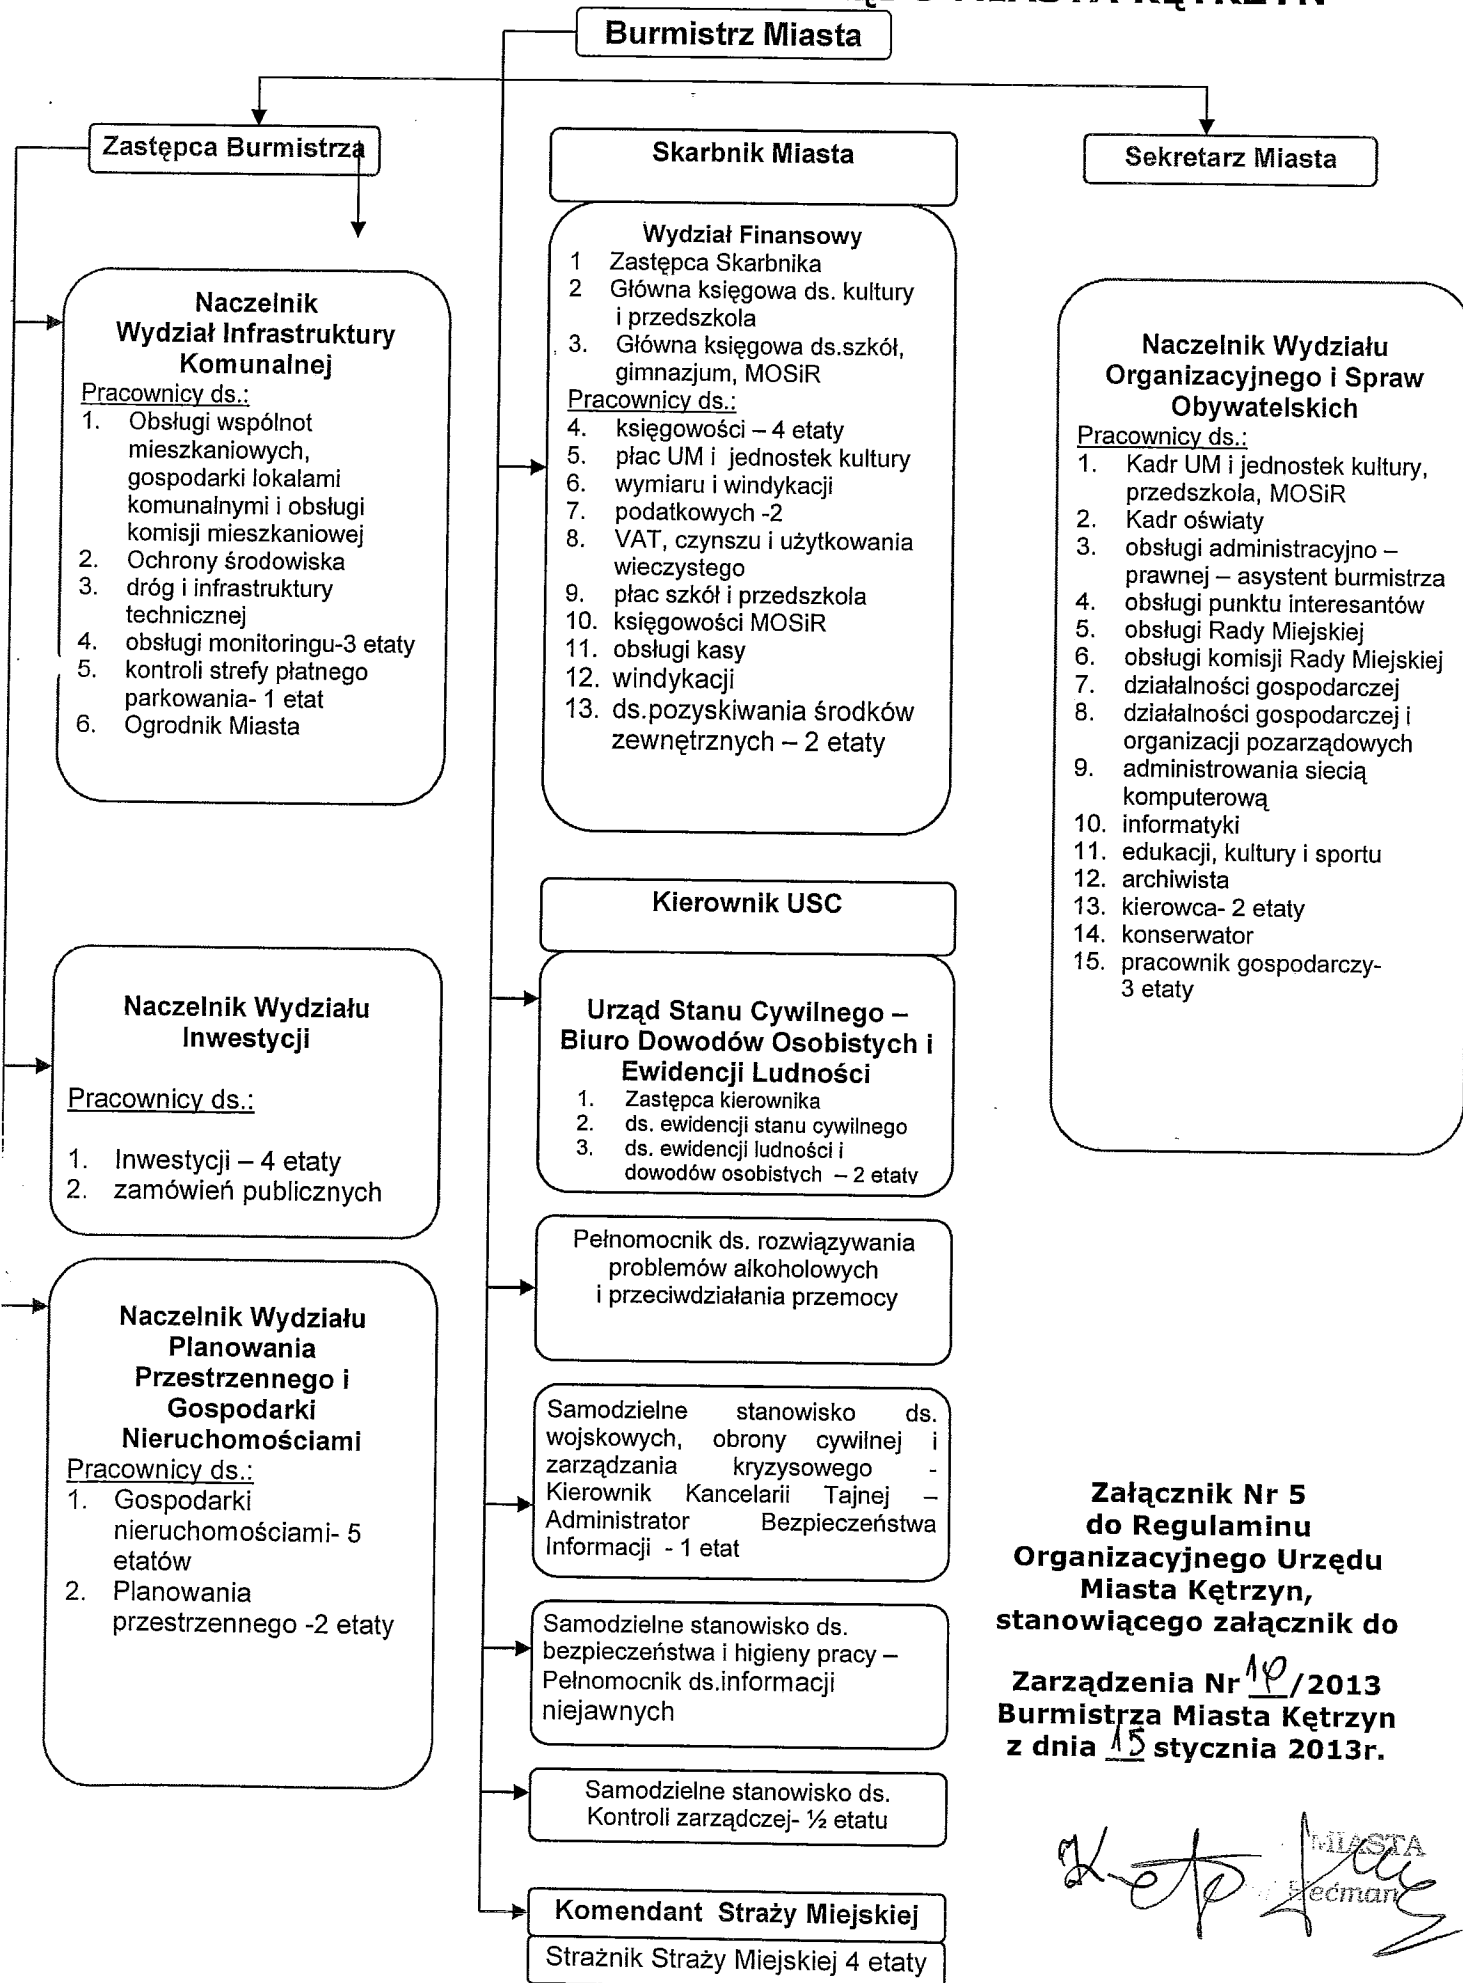 MIASTA KĘTRZYN
Burmistrz Miasta
Zastępca Burmistrza
Skarbnik Miasta
Sekretarz Miasta
Naczelnik
Wydział Infrastruktury
Komunalnej
Pracownicy ds.:
1. Obsługi wspólnot
mieszkaniowych,
gospodarki lokalami
komunalnymi i obsługi
komisji mieszkaniowej
2. Ochrony środowiska
3. dróg i infrastruktury
technicznej
4. obsługi monitoringu-3 etaty
5. kontroli strefy płatnego
parkowania- 1 etat
6. Ogrodnik Miasta
Naczelnik Wydziału
Inwestycji
Pracownicy ds.:
1. Inwestycji – 4 etaty
2. zamówień publicznych
Naczelnik Wydziału
Planowania
Przestrzennego i
Gospodarki
Nieruchomościami
Pracownicy ds.:
1. Gospodarki
nieruchomościami- 5
etatów
2. Planowania
przestrzennego -2 etaty
Wydział Finansowy
1 Zastępca Skarbnika
2 Główna księgowa ds. kultury
i przedszkola
3. Główna księgowa ds.szkół,
gimnazjum, MOSiR
Pracownicy ds.:
4. księgowości – 4 etaty
5. płac UM i jednostek kultury
6. wymiaru i windykacji
7. podatkowych -2
8. VAT, czynszu i użytkowania
wieczystego
9. płac szkół i przedszkola
10. księgowości MOSiR
11. obsługi kasy
12. windykacji
13. ds.pozyskiwania środków
zewnętrznych – 2 etaty
Kierownik USC
Urząd Stanu Cywilnego –
Biuro Dowodów Osobistych i
Ewidencji Ludności
1. Zastępca kierownika
2. ds. ewidencji stanu cywilnego
3. ds. ewidencji ludności i
dowodów osobistych – 2 etaty
Pełnomocnik ds. rozwiązywania
problemów alkoholowych
i przeciwdziałania przemocy
Samodzielne stanowisko ds.
wojskowych, obrony cywilnej i
zarządzania kryzysowego -
Kierownik Kancelarii Tajnej –
Administrator Bezpieczeństwa
Informacji - 1 etat
Samodzielne stanowisko ds.
bezpieczeństwa i higieny pracy –
Pełnomocnik ds.informacji
niejawnych
Samodzielne stanowisko ds.
Kontroli zarządczej- ½ etatu
Komendant Straży Miejskiej
Strażnik Straży Miejskiej 4 etaty
Naczelnik Wydziału
Organizacyjnego i Spraw
Obywatelskich
Pracownicy ds.:
1. Kadr UM i jednostek kultury,
przedszkola, MOSiR
2. Kadr oświaty
3. obsługi administracyjno –
prawnej – asystent burmistrza
4. obsługi punktu interesantów
5. obsługi Rady Miejskiej
6. obsługi komisji Rady Miejskiej
7. działalności gospodarczej
8. działalności gospodarczej i
organizacji pozarządowych
9. administrowania siecią
komputerową
10. informatyki
11. edukacji, kultury i sportu
12. archiwista
13. kierowca- 2 etaty
14. konserwator
15. pracownik gospodarczy-
3 etaty
Załącznik Nr 5
do Regulaminu
Organizacyjnego Urzędu
Miasta Kętrzyn,
stanowiącego załącznik do
Zarządzenia Nr /2013
Burmistrza Miasta Kętrzyn
z dnia 15 stycznia 2013r.
MIASTA
Hećman